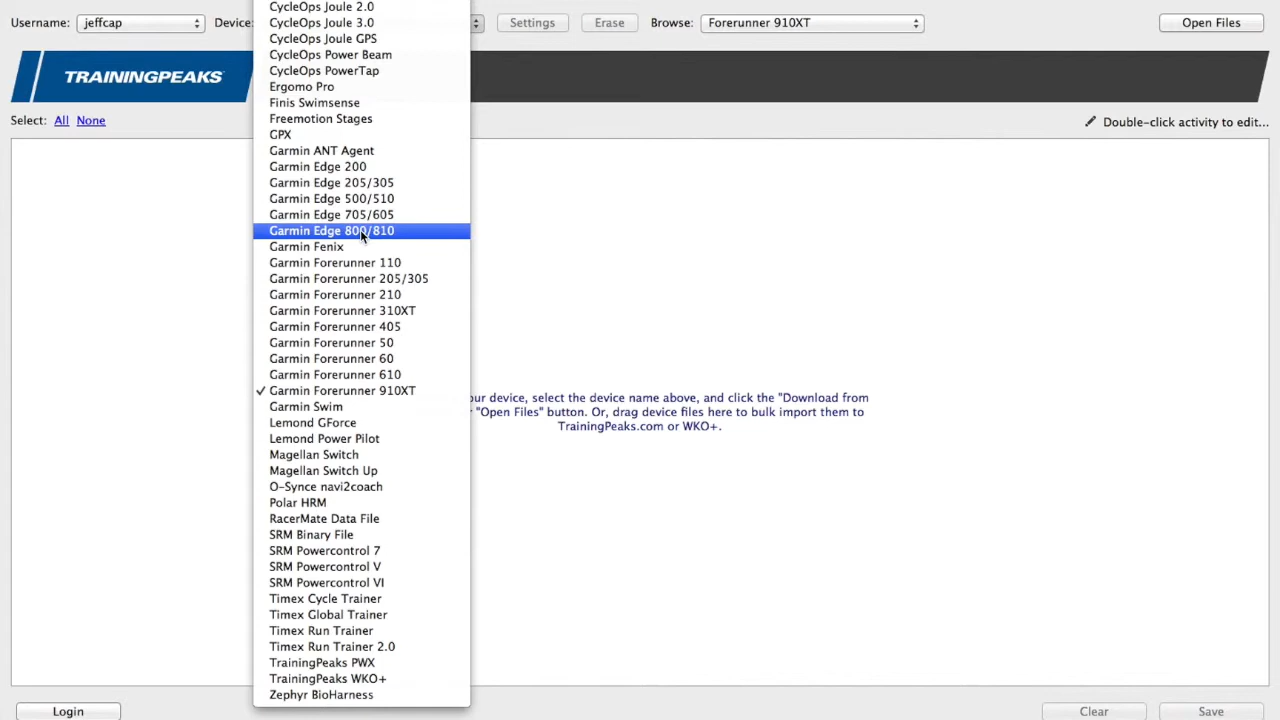 Username: jeffcap Device: Settings Erase Browse: Forerunner 910XT Open Files
TRAININGPEAKS
Select: All None
Double-click activity to edit...
CycleOps Joule 2.0
CycleOps Joule 3.0
CycleOps Joule GPS
CycleOps Power Beam
CycleOps PowerTap
Ergomo Pro
Finis Swimsense
Freemotion Stages
GPX
Garmin ANT Agent
Garmin Edge 200
Garmin Edge 205/305
Garmin Edge 500/510
Garmin Edge 705/605
Garmin Edge 800/810
Garmin Fenix
Garmin Forerunner 110
Garmin Forerunner 205/305
Garmin Forerunner 210
Garmin Forerunner 310XT
Garmin Forerunner 405
Garmin Forerunner 50
Garmin Forerunner 60
Garmin Forerunner 610
✓ Garmin Forerunner 910XT
Garmin Swim
Lemond GForce
Lemond Power Pilot
Magellan Switch
Magellan Switch Up
O-Synce navi2coach
Polar HRM
RacerMate Data File
SRM Binary File
SRM Powercontrol 7
SRM Powercontrol V
SRM Powercontrol VI
Timex Cycle Trainer
Timex Global Trainer
Timex Run Trainer
Timex Run Trainer 2.0
TrainingPeaks PWX
TrainingPeaks WKO+
Zephyr BioHarness
device, select the device name above, and click the "Download from
"Open Files" button. Or, drag device files here to bulk import them to
TrainingPeaks.com or WKO+.
Login Clear Save